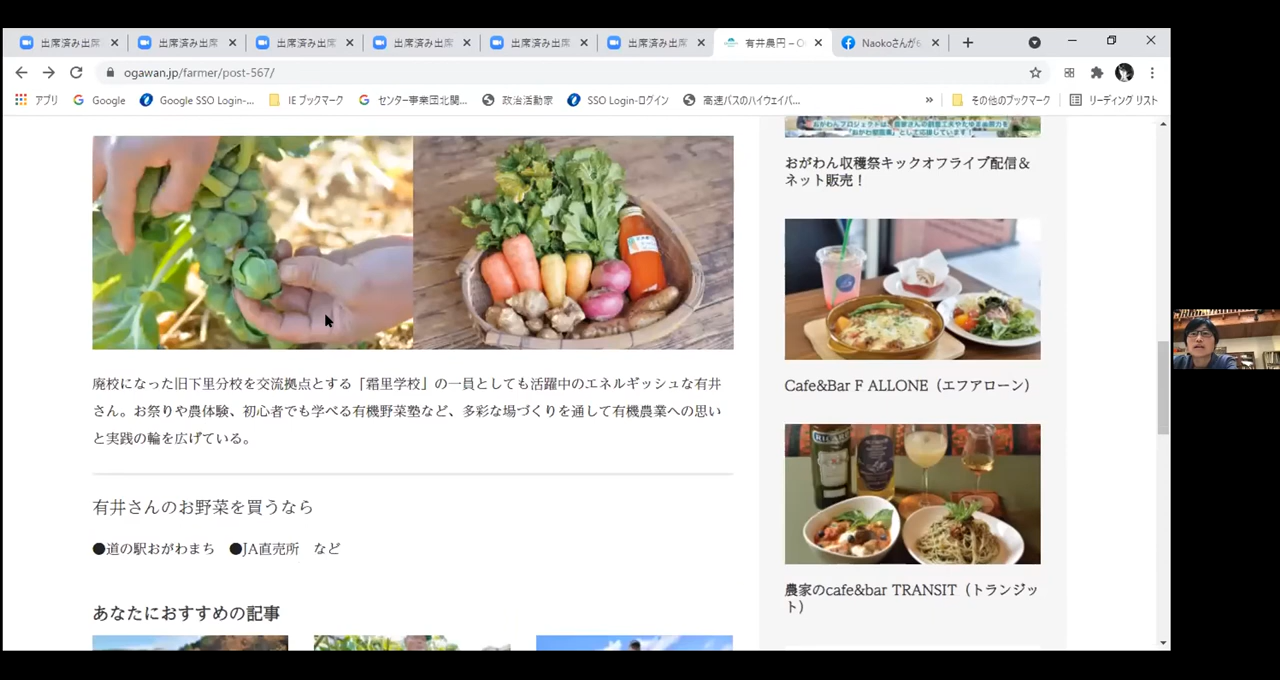 出席済み出席
出席済み出席
出席済み出席
出席済み出席
出席済み出席
出席済み出席
有井農円 – O
Naokoさんが6
ogawan.jp/farmer/post-567/
アプリ
Google
Google SSO Login-...
IE ブックマーク
センター事業団北関...
政治活動家
SSO Login-ログイン
高速バスのハイウェイバ...
»
その他のブックマーク
リーディング リスト
おがわん収穫祭キックオフライブ配信&
ネット販売！
Cafe&Bar F ALLONE（エフアローン）
廃校になった旧下里分校を交流拠点とする「霜里学校」の一員としても活躍中のエネルギッシュな有井
さん。お祭りや農体験、初心者でも学べる有機野菜塾など、多彩な場づくりを通して有機農業への思い
と実践の輪を広げている。
有井さんのお野菜を買うなら
●道の駅おがわまち　●JA直売所　など
RICARD
農家のcafe&bar TRANSIT（トランジッ
ト）
あなたにおすすめの記事